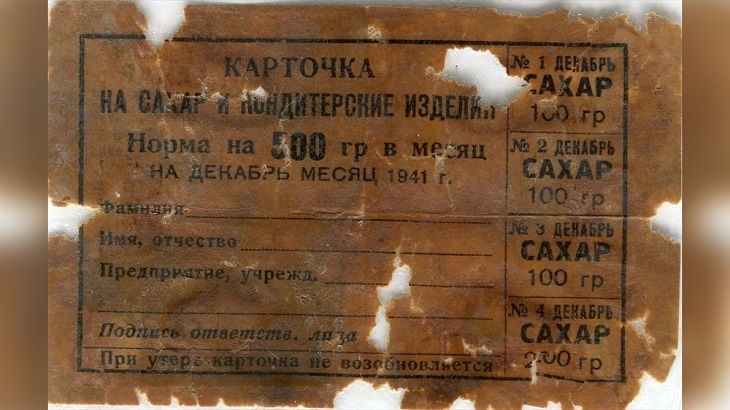 КАРТОЧКА
НА САХАР И КОНДИТЕРСКИЕ ИЗДЕЛИЯ
Норма на 500 гр в месяц
НА ДЕКАБРЬ МЕСЯЦ 1941 г.
Фамилия
Имя, отчество
Предприятие, учрежд.
Подпись ответств. лица
При утере карточка не возобновляется
№ 1 ДЕКАБРЬ
САХАР
100 гр
№ 2 ДЕКАБРЬ
САХАР
100 гр
№ 3 ДЕКАБРЬ
САХАР
100 гр
№ 4 ДЕКАБРЬ
САХАР
200 гр